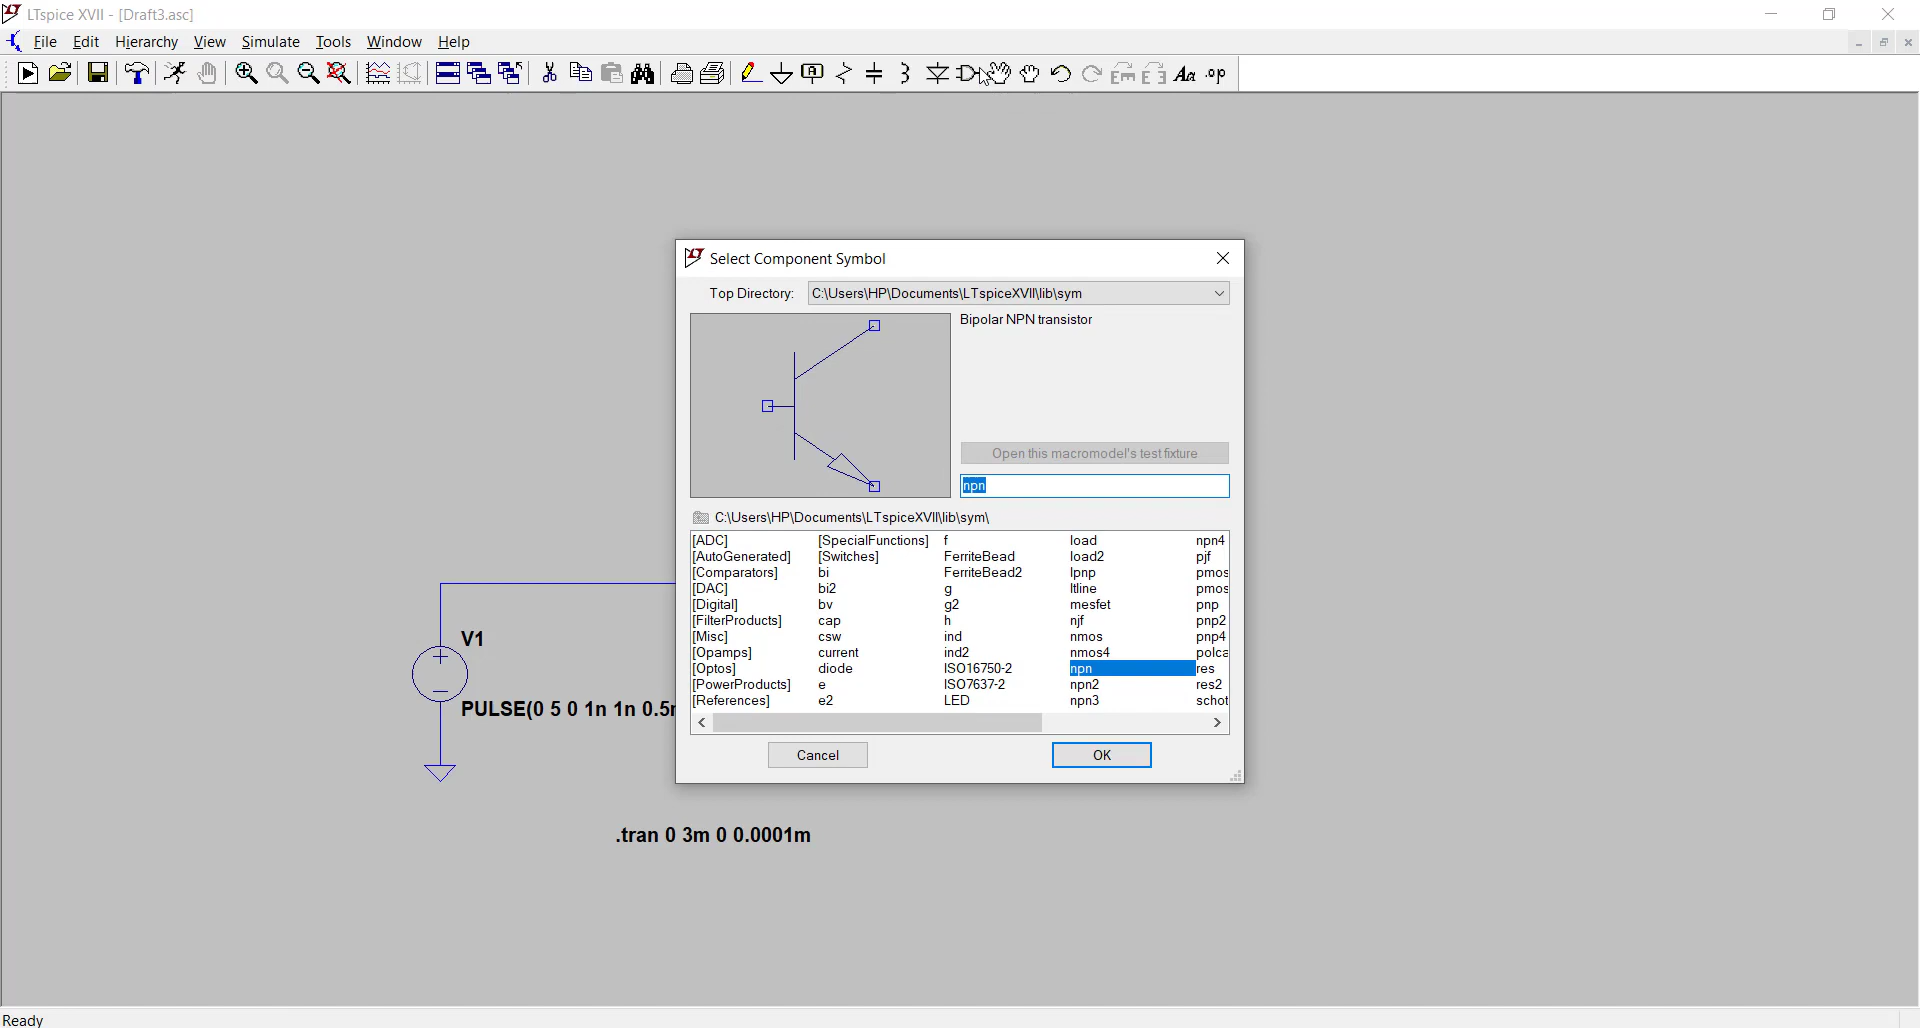 LTspice XVII - [Draft3.asc]
File Edit Hierarchy View Simulate Tools Window Help
.op
Select Component Symbol
Top Directory: C:\Users\HP\Documents\LTspiceXVII\lib\sym
Bipolar NPN transistor
Open this macromodel's test fixture
npn
C:\Users\HP\Documents\LTspiceXVII\lib\sym\
[ADC] [SpecialFunctions] f load npn4
[AutoGenerated] [Switches] FerriteBead load2 pjf
[Comparators] bi FerriteBead2 lpnp pmos
[DAC] bi2 g ltline pmos
[Digital] bv g2 mesfet pnp
[FilterProducts] cap h njf pnp2
[Misc] csw ind nmos pnp4
[Opamps] current ind2 nmos4 polca
[Optos] diode ISO16750-2 npn res
[PowerProducts] e ISO7637-2 npn2 res2
[References] e2 LED npn3 schot
Cancel OK
V1
PULSE(0 5 0 1n 1n 0.5
.tran 0 3m 0 0.0001m
Ready